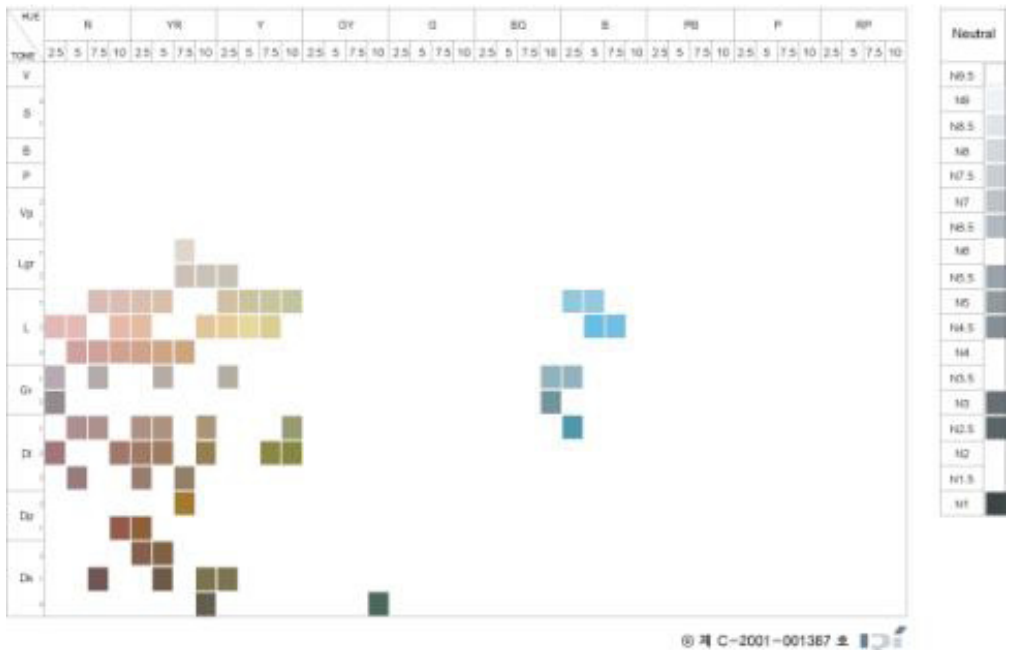 HUE R YR Y GY G BG B PB P RP
TONE 2.5 5 7.5 10 2.5 5 7.5 10 2.5 5 7.5 10 2.5 5 7.5 10 2.5 5 7.5 10 2.5 5 7.5 10 2.5 5 7.5 10 2.5 5 7.5 10 2.5 5 7.5 10 2.5 5 7.5 10
V
S
B
P
Vp
Lgr
L
Gr
Dl
Dp
Dk
Neutral
N9.5
N9
N8.5
N8
N7.5
N7
N6.5
N6
N5.5
N5
N4.5
N4
N3.5
N3
N2.5
N2
N1.5
N1
제 C-2001-001387 호